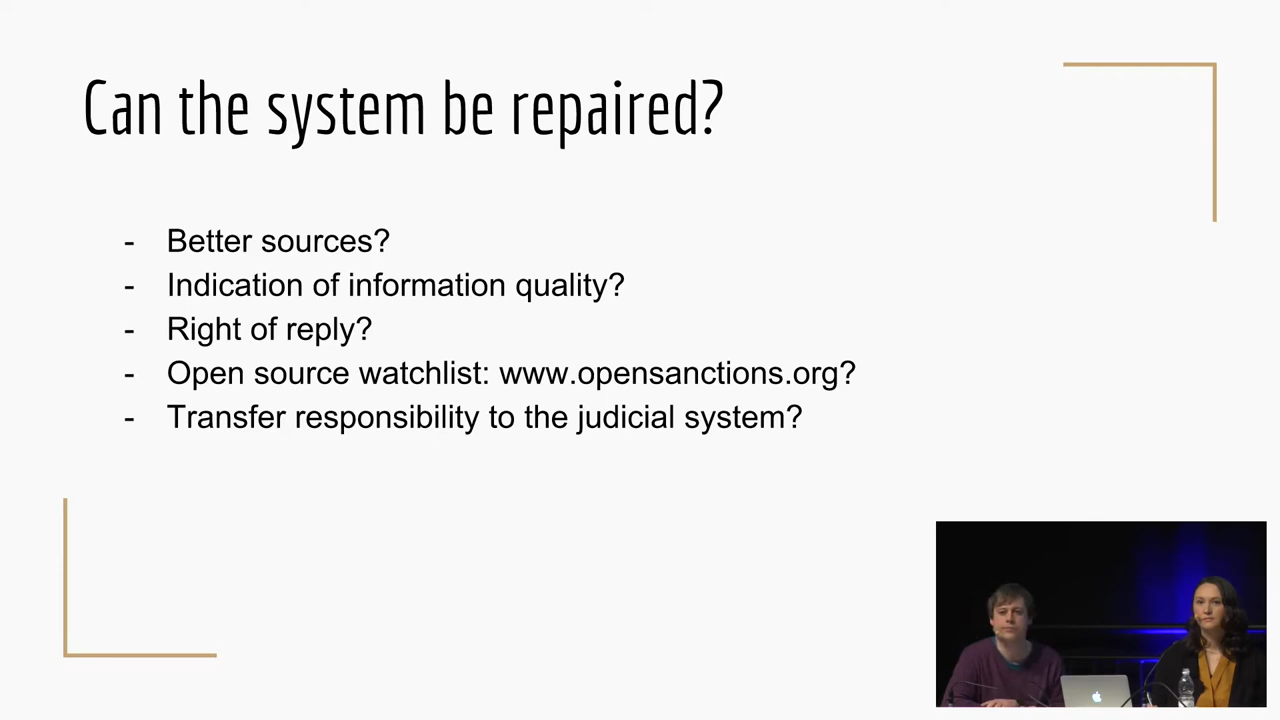 Can the system be repaired?
- Better sources?
- Indication of information quality?
- Right of reply?
- Open source watchlist: www.opensanctions.org?
- Transfer responsibility to the judicial system?